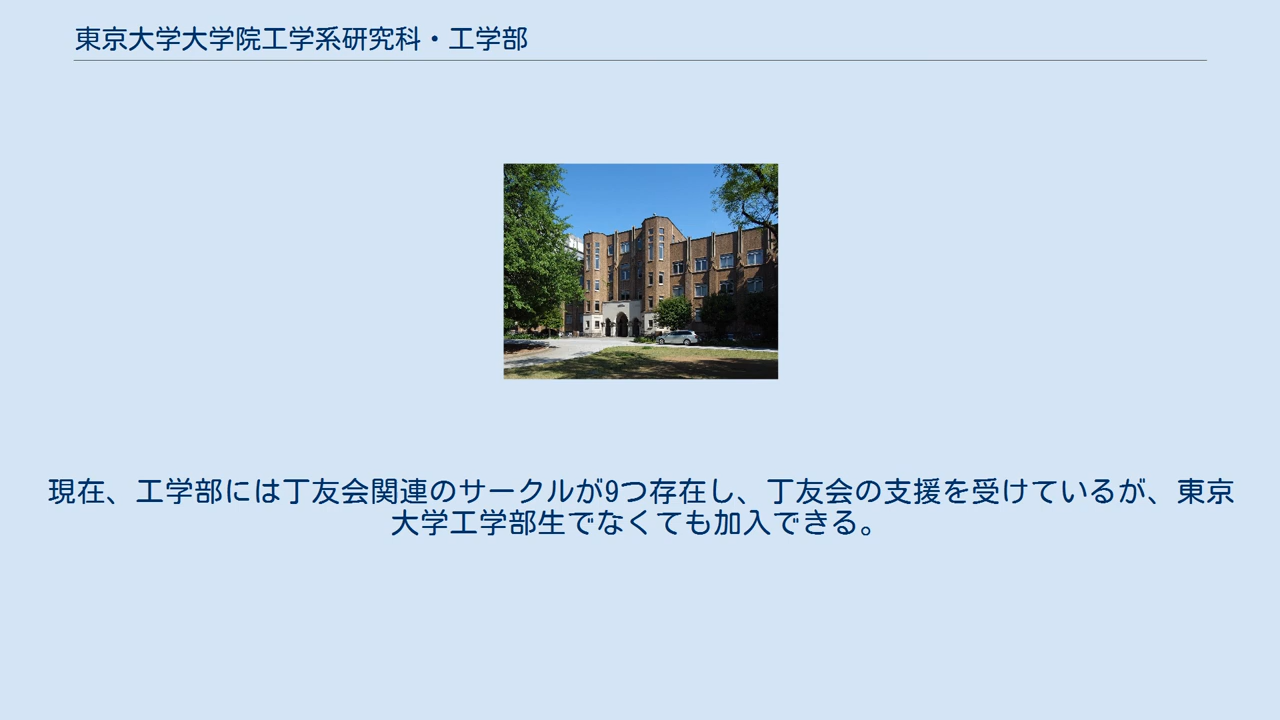 東京大学大学院工学系研究科・工学部
現在、工学部には丁友会関連のサークルが9つ存在し、丁友会の支援を受けているが、東京
大学工学部生でなくても加入できる。